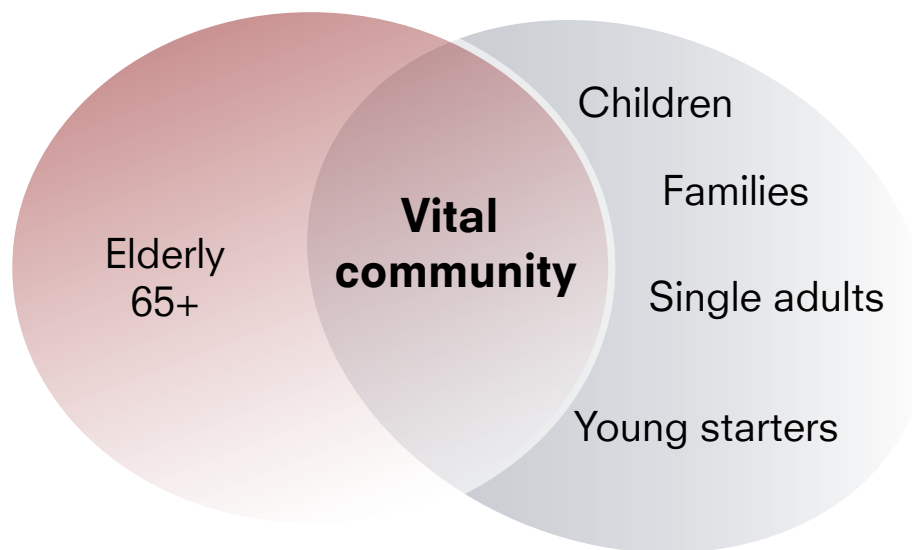 Elderly
65+
Vital
community
Children
Families
Single adults
Young starters